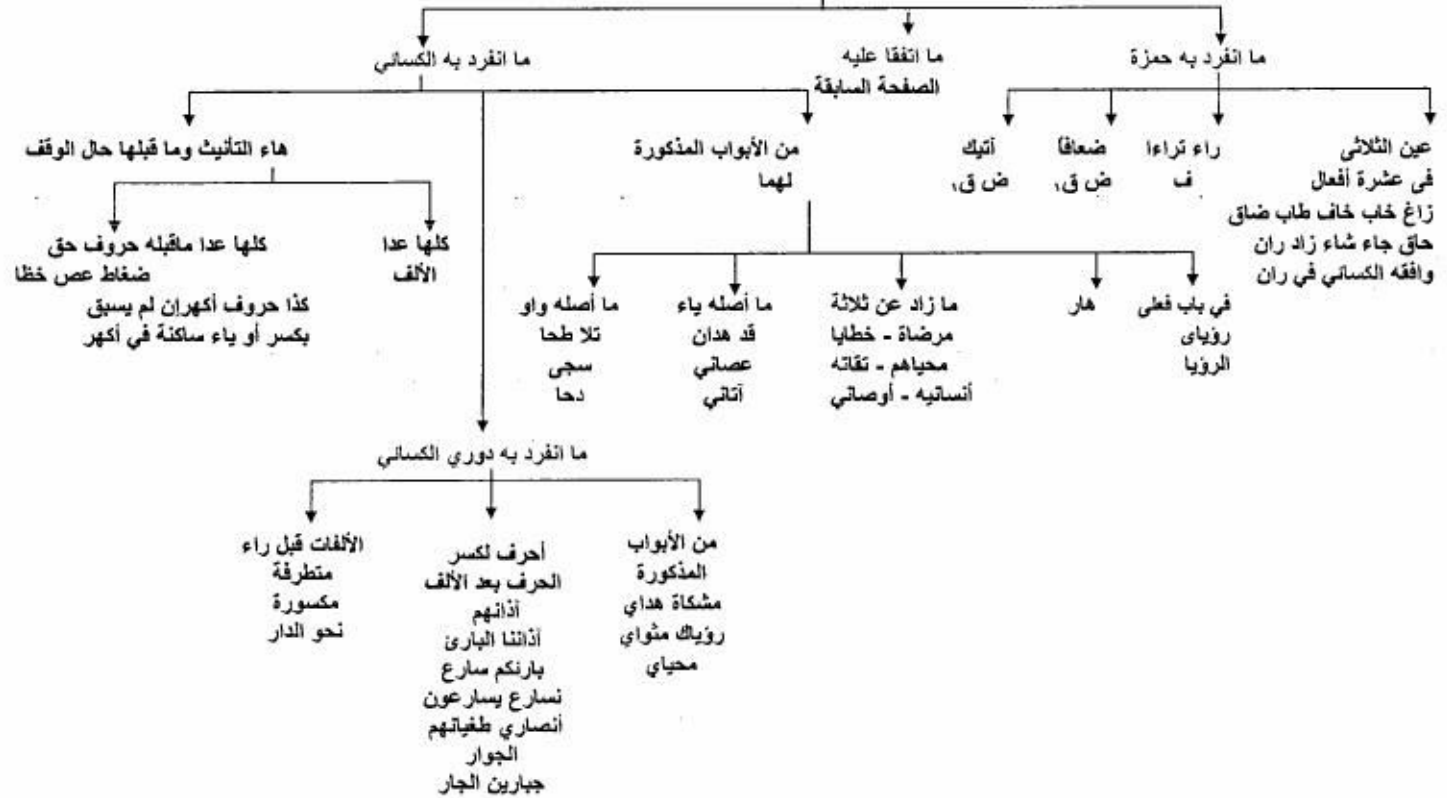 ما انفرد به حمزة
ما اتفقا عليه
الصفحة السابقة
ما انفرد به الكسائي
عين الثلاثى
فى عشرة أفعال
زاغ خاب خاف طاب ضاق
حاق جاء شاء زاد ران
وافقه الكسائي في ران
راء تراءا
ف
ضعافاً
ض ق،
آتيك
ض ق،
من الأبواب المذكورة
لهما
هاء التأنيث وما قبلها حال الوقف
في باب فعلى
رؤياى
الرؤيا
هار
ما زاد عن ثلاثة
مرضاة - خطايا
محياهم - تقاته
أنسانيه - أوصاني
ما أصله ياء
قد هدان
عصاني
آتاني
ما أصله واو
تلا طحا
سجى
دحا
كلها عدا
الألف
كلها عدا ماقبله حروف حق
ضغاط عص خظا
كذا حروف أكهرإن لم يسبق
بكسر أو ياء ساكنة في أكهر
ما انفرد به دوري الكسائي
من الأبواب
المذكورة
مشكاة هداي
رؤياك مثواي
محياي
أحرف لكسر
الحرف بعد الألف
آذانهم
آذاننا البارئ
بارئكم سارع
نسارع يسارعون
أنصاري طغيانهم
الجوار
جبارين الجار
الألفات قبل راء
متطرفة
مكسورة
نحو الدار